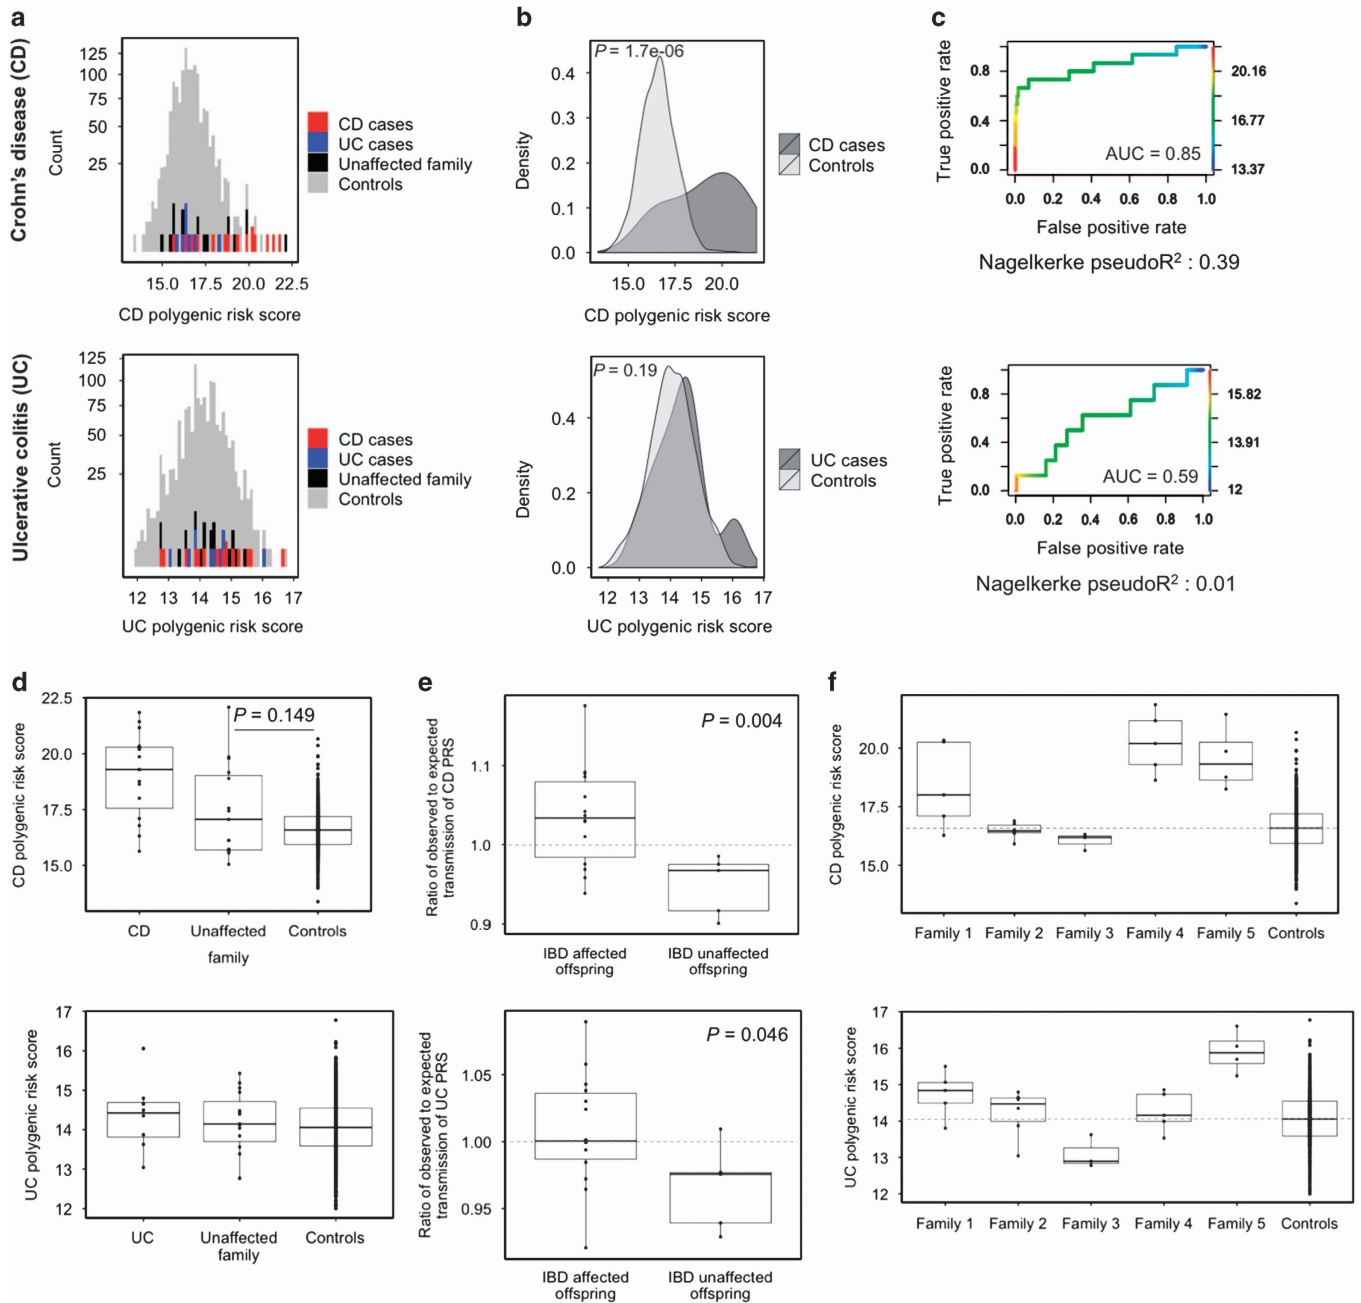 a
Crohn's disease (CD)
Count
125
100
75
50
25
15.0 17.5 20.0 22.5
CD polygenic risk score
CD cases
UC cases
Unaffected family
Controls
b
P = 1.7e-06
Density
0.4
0.3
0.2
0.1
0.0
15.0 17.5 20.0
CD polygenic risk score
CD cases
Controls
c
True positive rate
0.8
0.4
0.0
20.16
16.77
13.37
AUC = 0.85
0.0 0.2 0.4 0.6 0.8 1.0
False positive rate
Nagelkerke pseudoR² : 0.39
Ulcerative colitis (UC)
Count
125
100
75
50
25
12 13 14 15 16 17
UC polygenic risk score
CD cases
UC cases
Unaffected family
Controls
P = 0.19
Density
0.4
0.2
0.0
12 13 14 15 16 17
UC polygenic risk score
UC cases
Controls
True positive rate
0.8
0.4
0.0
15.82
13.91
12
AUC = 0.59
0.0 0.2 0.4 0.6 0.8 1.0
False positive rate
Nagelkerke pseudoR² : 0.01
d
CD polygenic risk score
22.5
20.0
17.5
15.0
P = 0.149
CD Unaffected Controls
family
e
Ratio of observed to expected
transmission of CD PRS
1.1
1.0
0.9
P = 0.004
IBD affected IBD unaffected
offspring offspring
f
CD polygenic risk score
20.0
17.5
15.0
Family 1 Family 2 Family 3 Family 4 Family 5 Controls
UC polygenic risk score
17
16
15
14
13
12
UC Unaffected Controls
family
Ratio of observed to expected
transmission of UC PRS
1.05
1.00
0.95
P = 0.046
IBD affected IBD unaffected
offspring offspring
UC polygenic risk score
17
16
15
14
13
12
Family 1 Family 2 Family 3 Family 4 Family 5 Controls